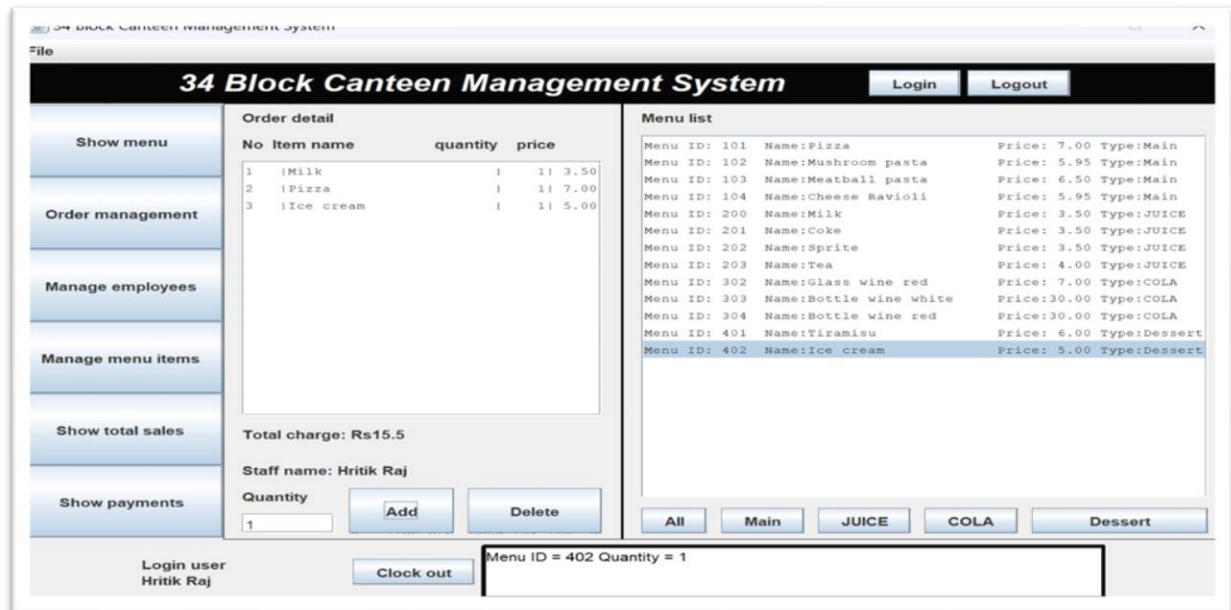 34 Block Canteen Management System
File
34 Block Canteen Management System
Login
Logout
Show menu
Order management
Manage employees
Manage menu items
Show total sales
Show payments
Order detail
No Item name quantity price
1 |Milk | 1| 3.50
2 |Pizza | 1| 7.00
3 |Ice cream | 1| 5.00
Total charge: Rs15.5
Staff name: Hritik Raj
Quantity
1
Add
Delete
Menu list
Menu ID: 101 Name:Pizza Price: 7.00 Type:Main
Menu ID: 102 Name:Mushroom pasta Price: 5.95 Type:Main
Menu ID: 103 Name:Meatball pasta Price: 6.50 Type:Main
Menu ID: 104 Name:Cheese Ravioli Price: 5.95 Type:Main
Menu ID: 200 Name:Milk Price: 3.50 Type:JUICE
Menu ID: 201 Name:Coke Price: 3.50 Type:JUICE
Menu ID: 202 Name:Sprite Price: 3.50 Type:JUICE
Menu ID: 203 Name:Tea Price: 4.00 Type:JUICE
Menu ID: 302 Name:Glass wine red Price: 7.00 Type:COLA
Menu ID: 303 Name:Bottle wine white Price:30.00 Type:COLA
Menu ID: 304 Name:Bottle wine red Price:30.00 Type:COLA
Menu ID: 401 Name:Tiramisu Price: 6.00 Type:Dessert
Menu ID: 402 Name:Ice cream Price: 5.00 Type:Dessert
All
Main
JUICE
COLA
Dessert
Login user
Hritik Raj
Clock out
Menu ID = 402 Quantity = 1